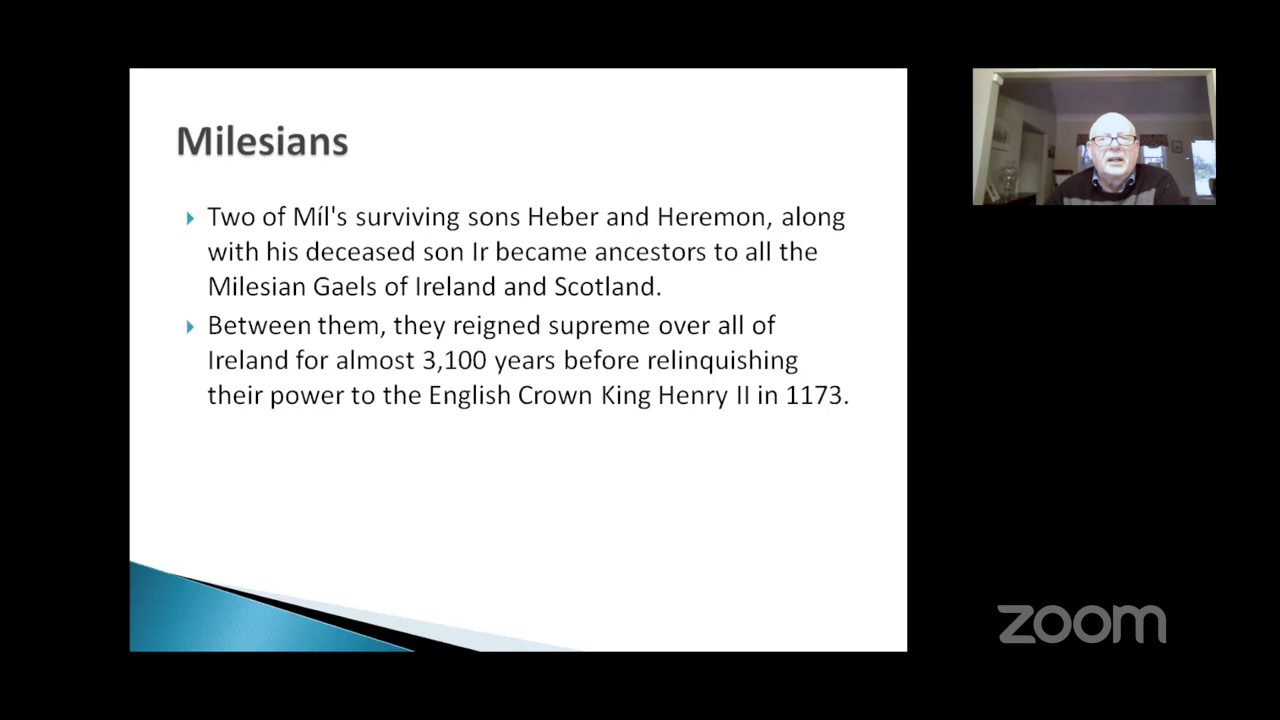 Milesians
Two of Míl's surviving sons Heber and Heremon, along
with his deceased son Ir became ancestors to all the
Milesian Gaels of Ireland and Scotland.
Between them, they reigned supreme over all of
Ireland for almost 3,100 years before relinquishing
their power to the English Crown King Henry II in 1173.
zoom